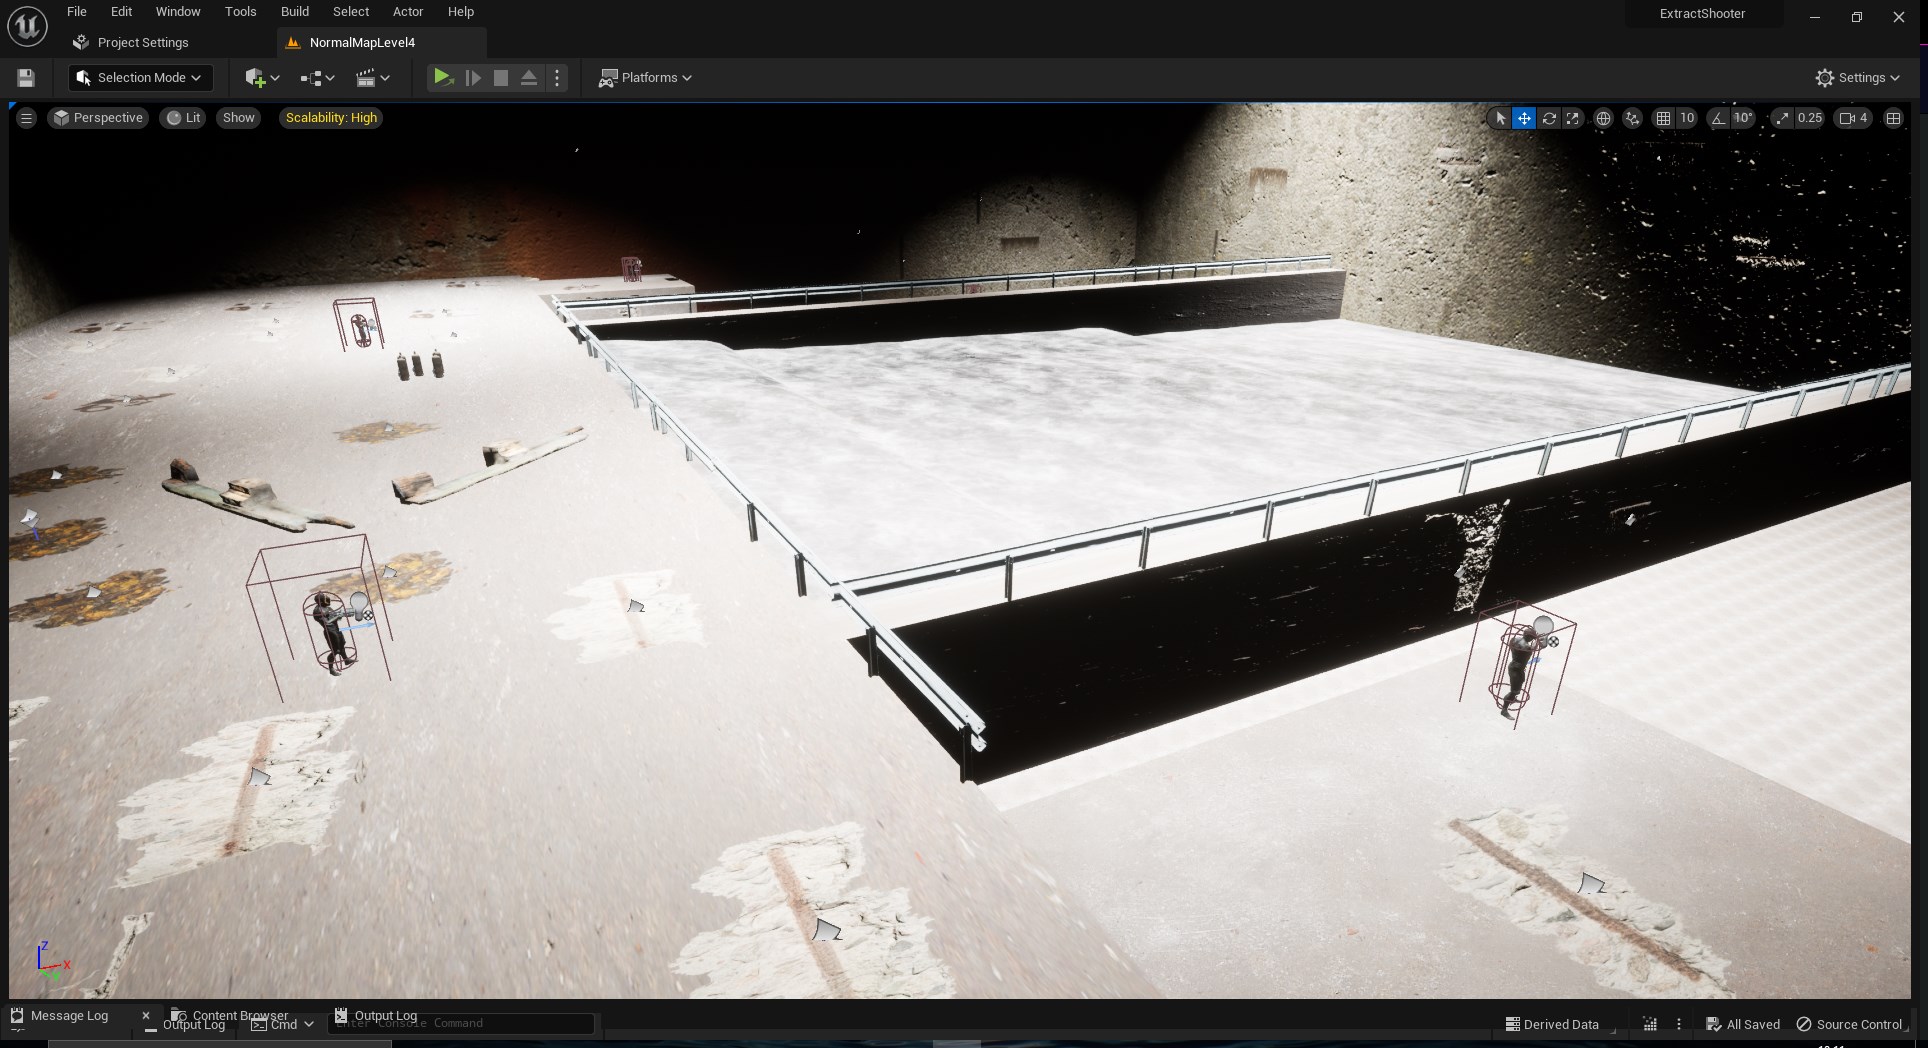 File Edit Window Tools Build Select Actor Help
ExtractShooter
Project Settings
NormalMapLevel4
Selection Mode
Platforms
Settings
Perspective
Lit
Show
Scalability: High
10
10°
0.25
4
Z
X
Message Log
Content Browser
Output Log
Output Log
Cmd
Enter Console Command
Derived Data
All Saved
Source Control